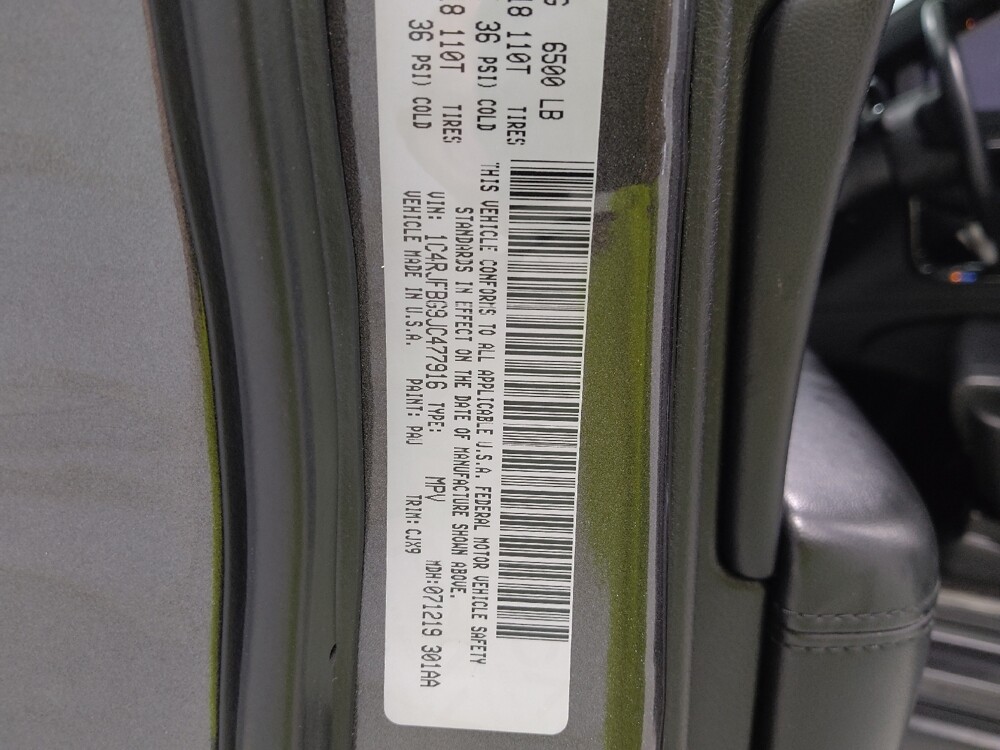 6500 LB
18 110T TIRES
36 PSI) COLD
8 110T TIRES
36 PSI) COLD
THIS VEHICLE CONFORMS TO ALL APPLICABLE U.S.A. FEDERAL MOTOR VEHICLE SAFETY
STANDARDS IN EFFECT ON THE DATE OF MANUFACTURE SHOWN ABOVE.
VIN: 1C4RJFBG9JC477916 TYPE: MPV MDH:071219 301AA
VEHICLE MADE IN U.S.A. PAINT: PAU TRIM: CJX9